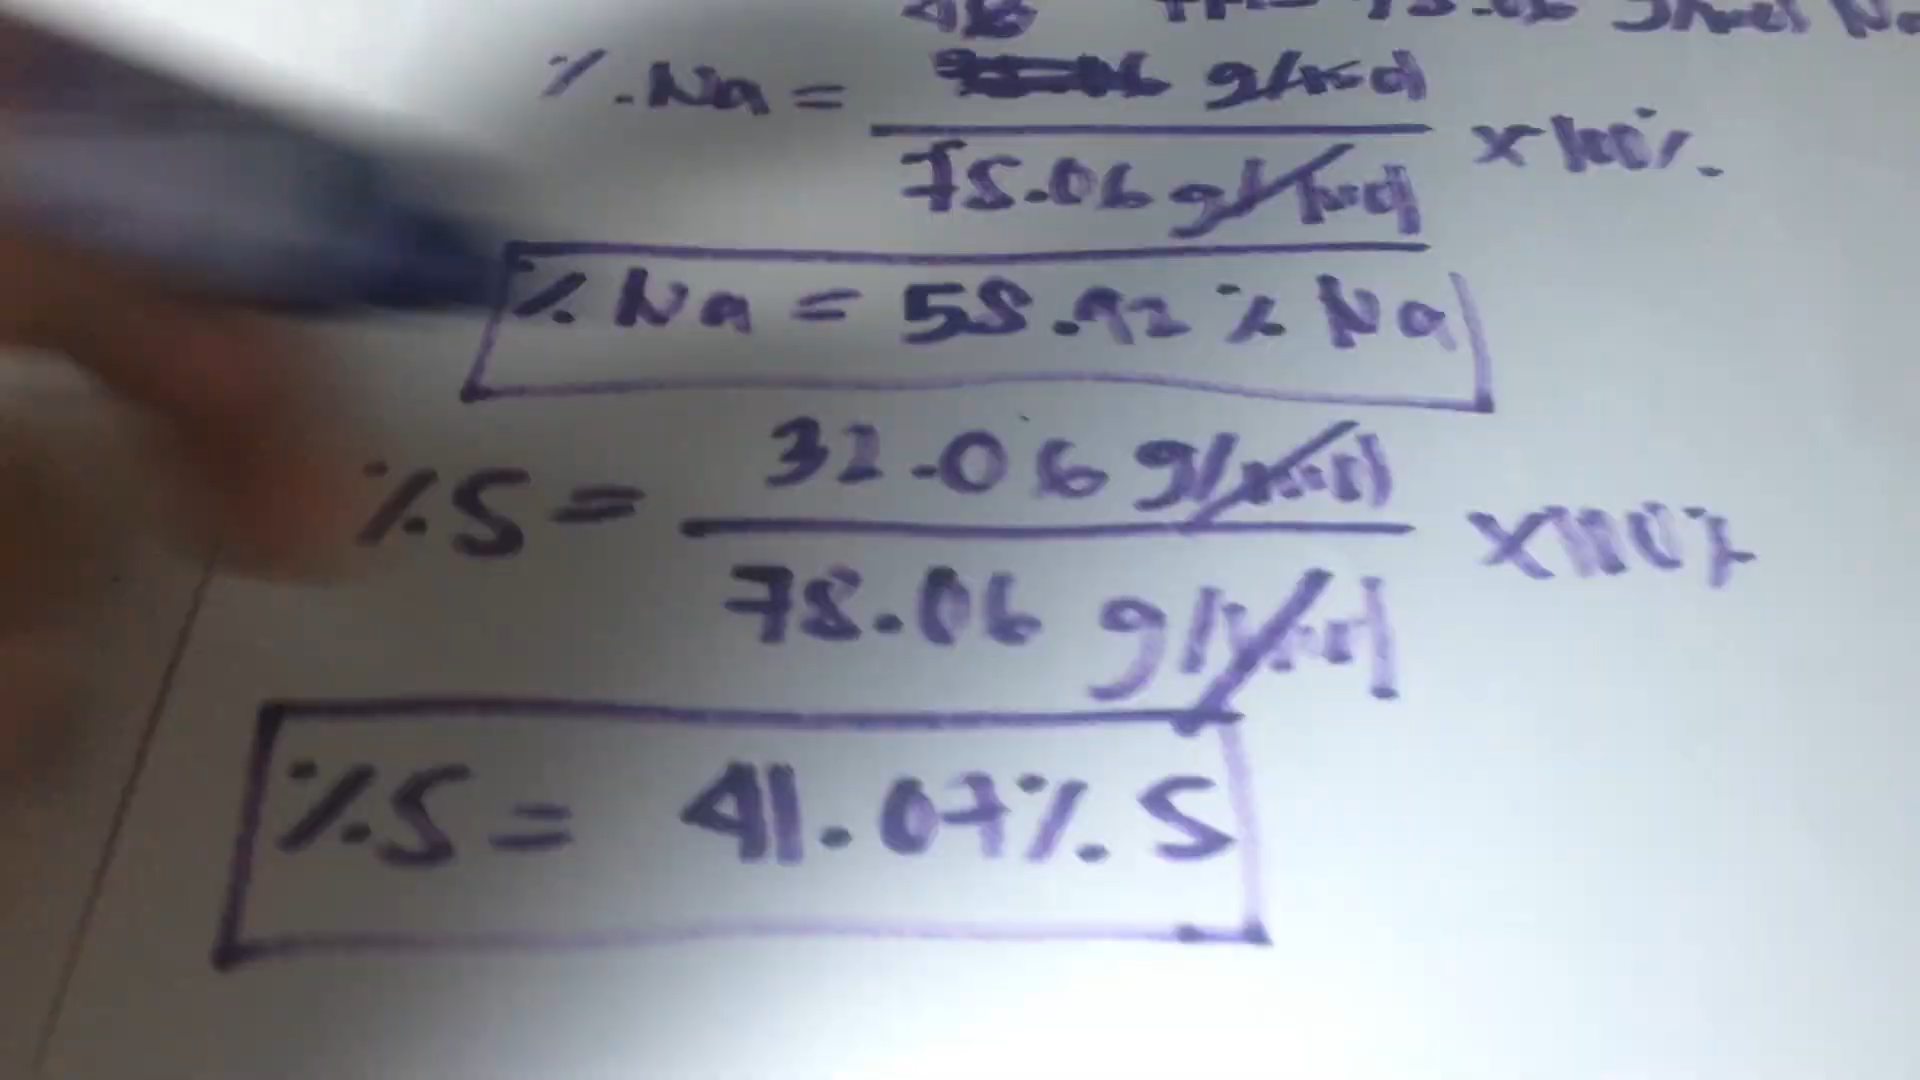 %.Na = g/mol
78.06 g/mol x 100%.
% Na = 58.92 % Na
%S = 32.06 g/mol
78.06 g/mol x 100%
%S = 41.07% S